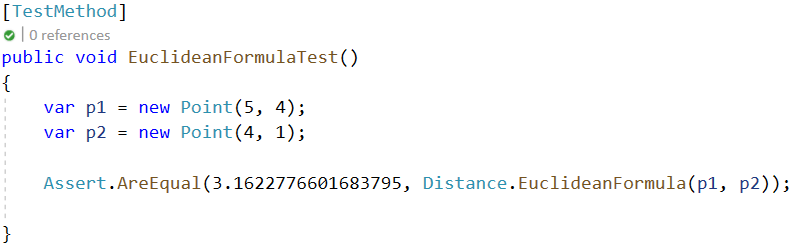 [TestMethod]
| 0 references
public void EuclideanFormulaTest()
{
var p1 = new Point(5, 4);
var p2 = new Point(4, 1);
Assert.AreEqual(3.1622776601683795, Distance.EuclideanFormula(p1, p2));
}